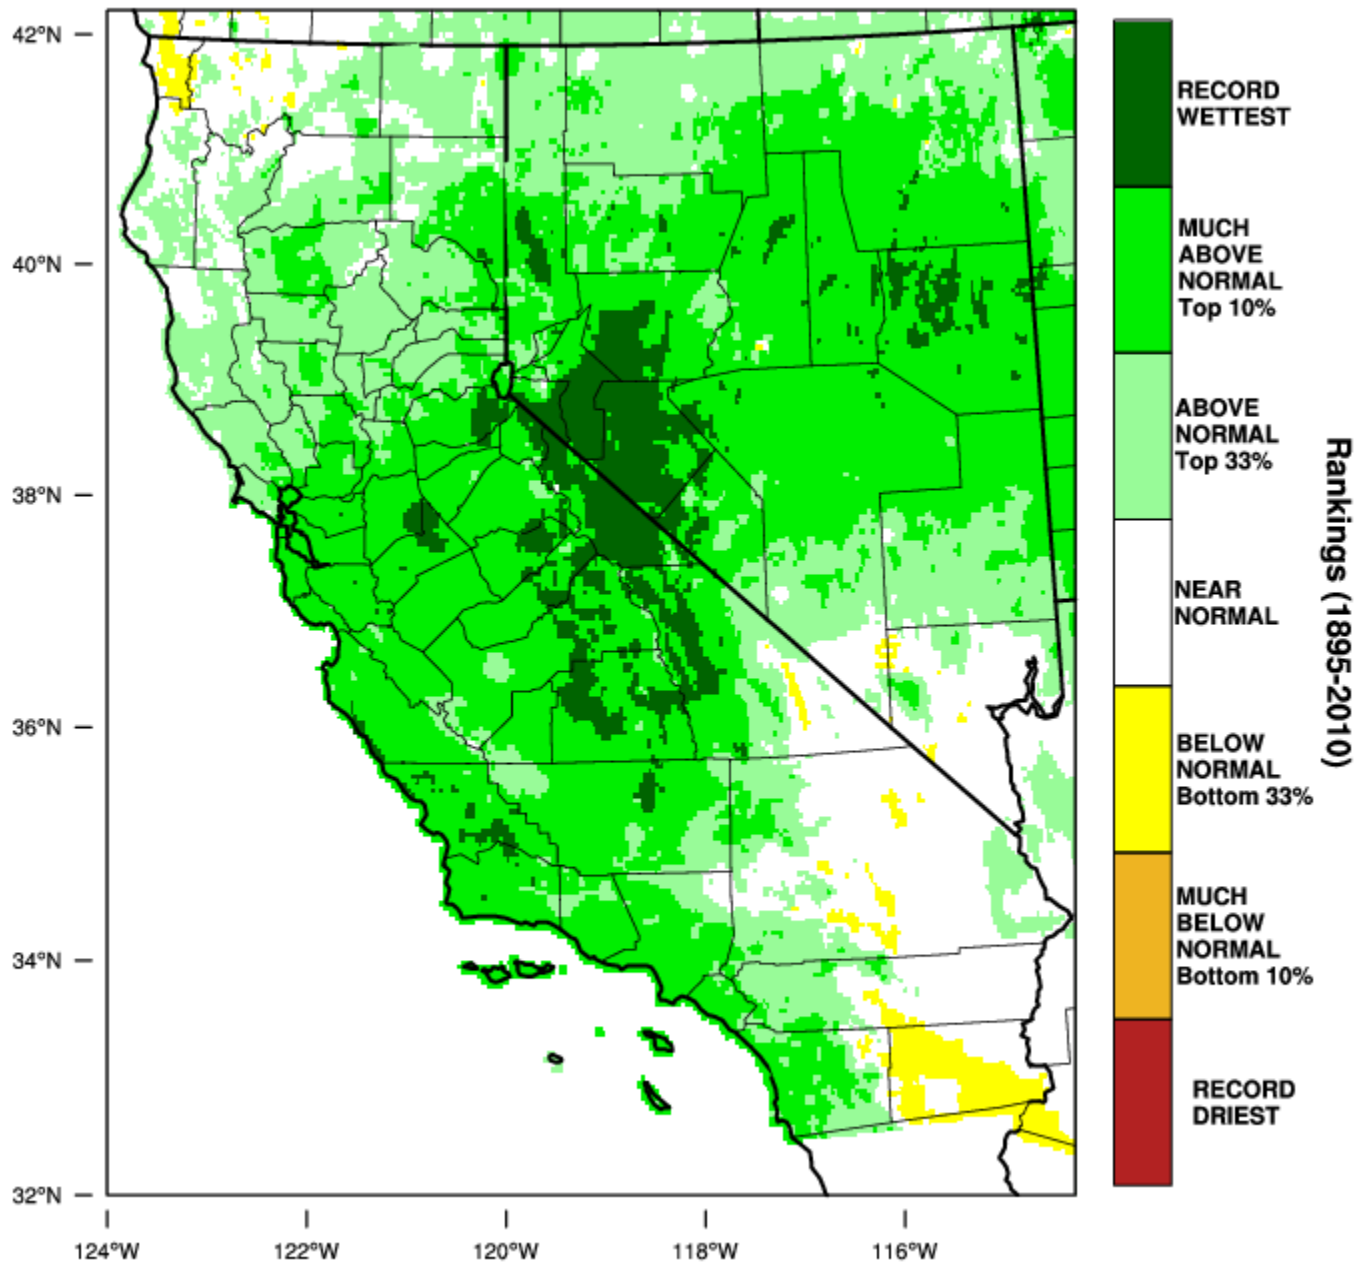 42°N
40°N
38°N
36°N
34°N
32°N
124°W
122°W
120°W
118°W
116°W
RECORD
WETTEST
MUCH
ABOVE
NORMAL
Top 10%
ABOVE
NORMAL
Top 33%
NEAR
NORMAL
BELOW
NORMAL
Bottom 33%
MUCH
BELOW
NORMAL
Bottom 10%
RECORD
DRIEST
Rankings (1895-2010)